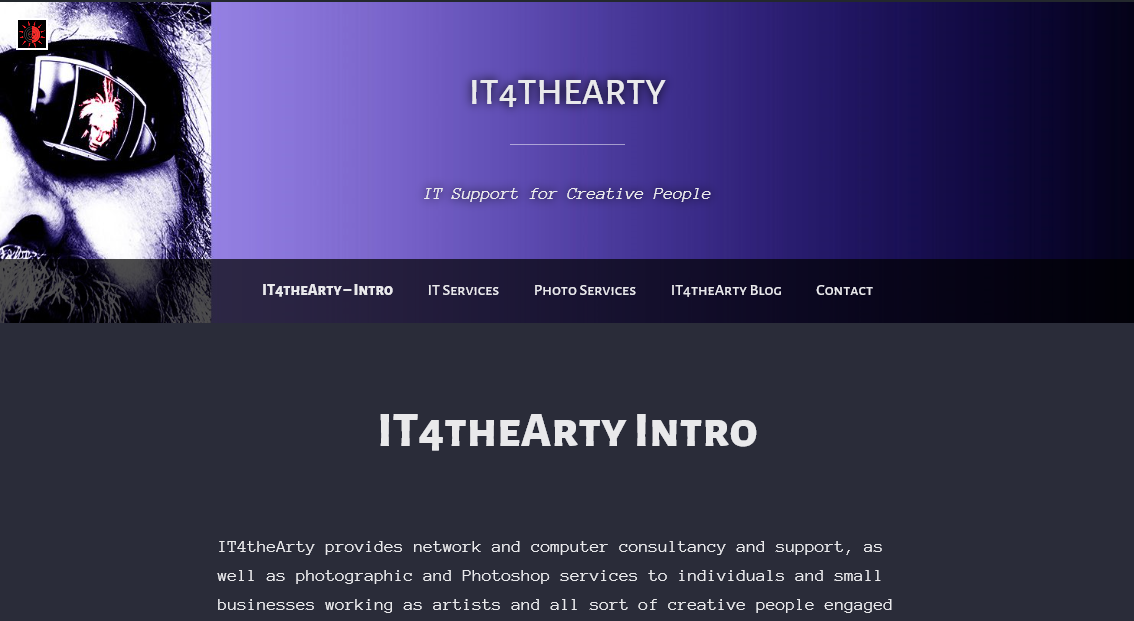 IT4THEARTY
IT Support for Creative People
IT4theArty – Intro IT Services Photo Services IT4theArty Blog Contact
IT4theArty Intro
IT4theArty provides network and computer consultancy and support, as
well as photographic and Photoshop services to individuals and small
businesses working as artists and all sort of creative people engaged